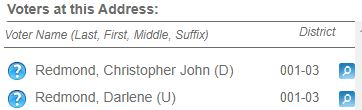 Voters at this Address:
Voter Name (Last, First, Middle, Suffix) District
? Redmond, Christopher John (D) 001-03
? Redmond, Darlene (U) 001-03